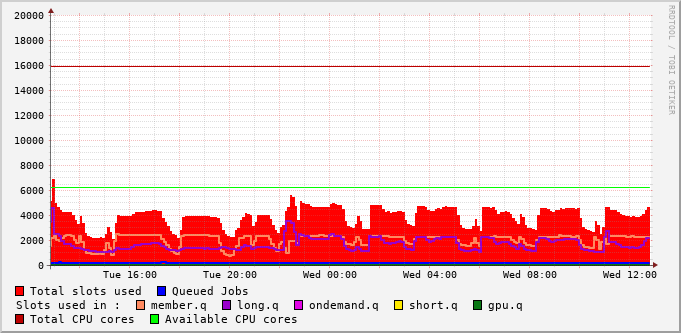 20000
18000
16000
14000
12000
10000
8000
6000
4000
2000
0
Tue 16:00 Tue 20:00 Wed 00:00 Wed 04:00 Wed 08:00 Wed 12:00
RRDTOOL / TOBI OETIKER
Total slots used Queued Jobs
Slots used in : member.q long.q ondemand.q short.q gpu.q
Total CPU cores Available CPU cores